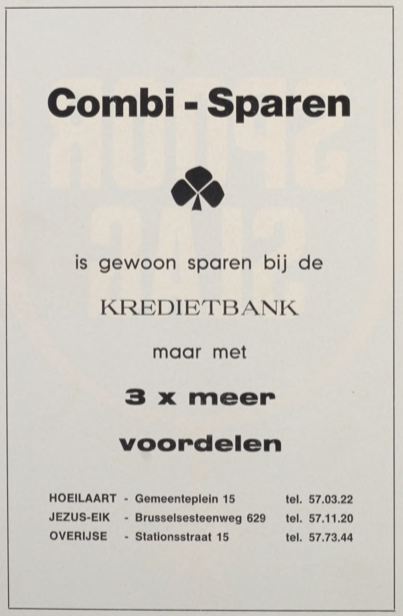 Combi - Sparen
is gewoon sparen bij de
KREDIETBANK
maar met
3 x meer
voordelen
HOEILAART - Gemeenteplein 15 tel. 57.03.22
JEZUS-EIK - Brusselsesteenweg 629 tel. 57.11.20
OVERIJSE - Stationsstraat 15 tel. 57.73.44